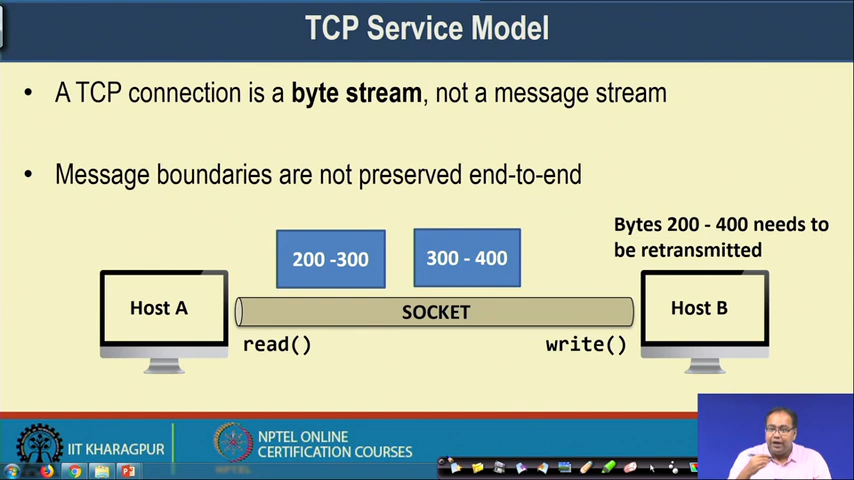 TCP Service Model
• A TCP connection is a byte stream, not a message stream
• Message boundaries are not preserved end-to-end
Bytes 200 - 400 needs to
be retransmitted
200 -300
300 - 400
Host A
SOCKET
Host B
read()
write()
IIT KHARAGPUR
NPTEL ONLINE
CERTIFICATION COURSES
NPTEL